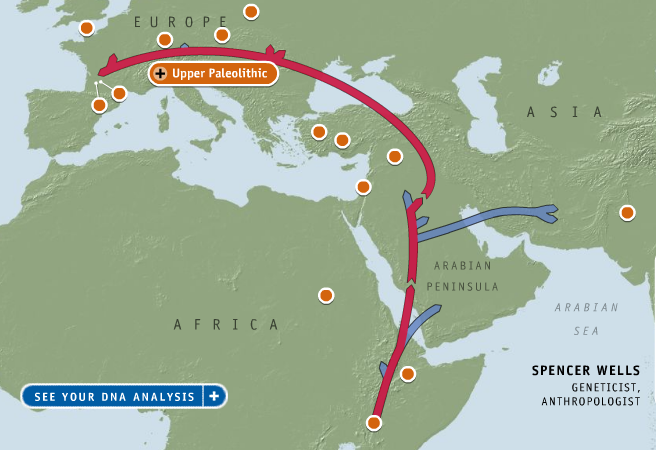 EUROPE
+ Upper Paleolithic
ASIA
ARABIAN
PENINSULA
ARABIAN
SEA
AFRICA
SPENCER WELLS
GENETICIST,
ANTHROPOLOGIST
SEE YOUR DNA ANALYSIS +